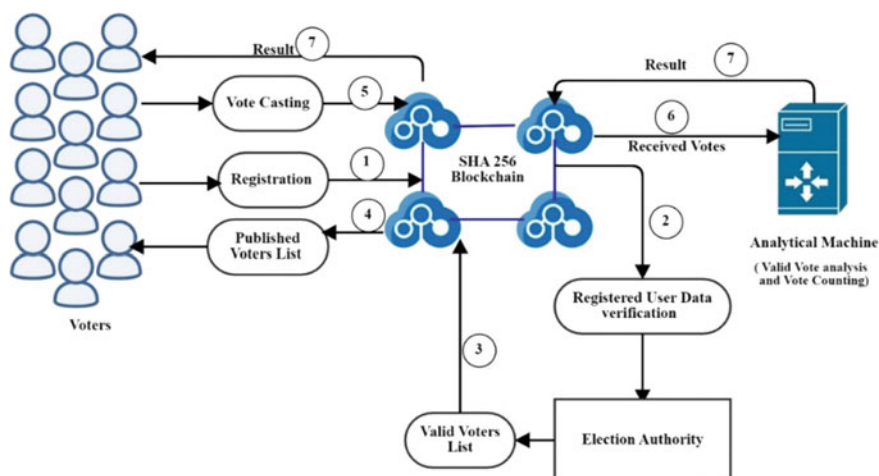 Result
7
Result
7
Vote Casting
5
6
Received Votes
SHA 256
Blockchain
Registration
1
4
2
Published
Voters List
Analytical Machine
( Valid Vote analysis
and Vote Counting)
Registered User Data
verification
Voters
3
Valid Voters
List
Election Authority